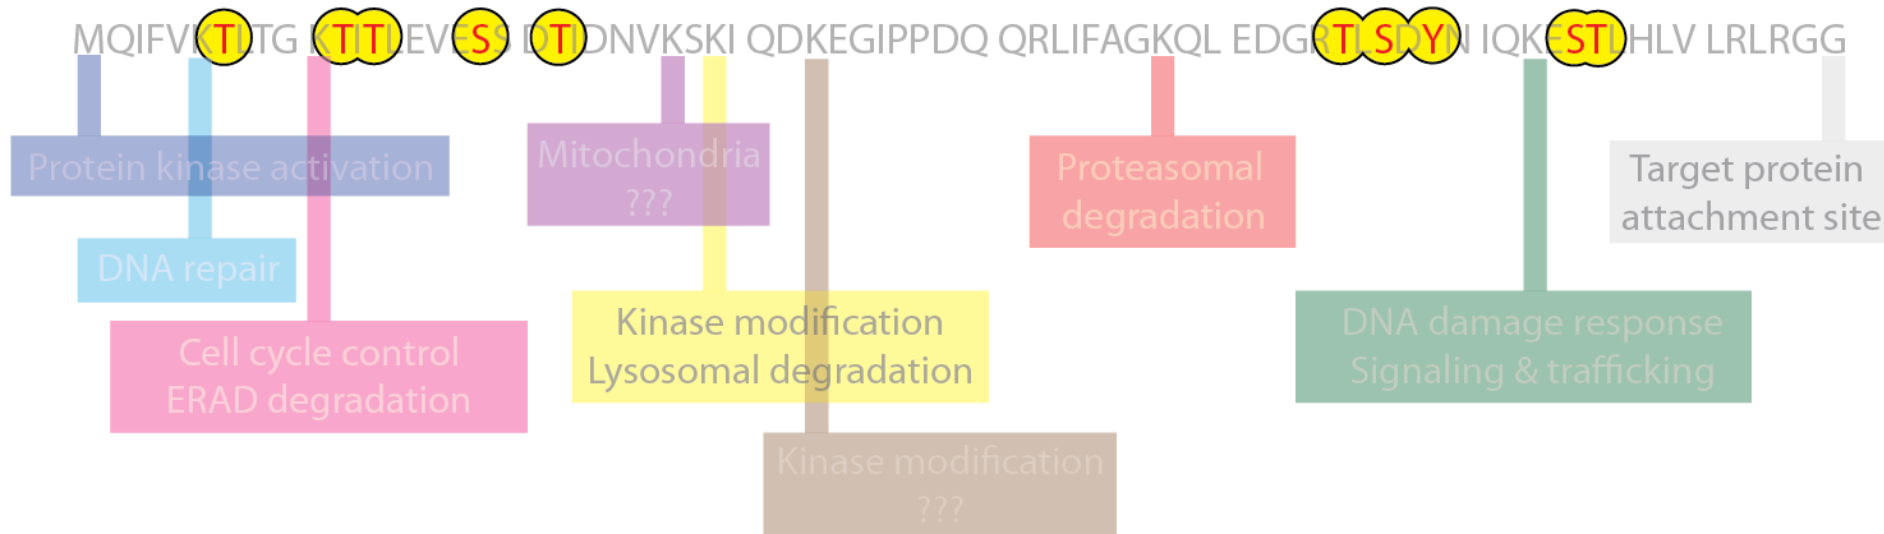 MQIFVKTLTG KTITLEVESS DTIDNVKSKI QDKEGIPPDQ QRLIFAGKQL EDGRTLSDYN IQKESTLHLV LRLRGG
Protein kinase activation
DNA repair
Cell cycle control
ERAD degradation
Mitochondria
???
Kinase modification
Lysosomal degradation
Kinase modification
???
Proteasomal
degradation
DNA damage response
Signaling & trafficking
Target protein
attachment site